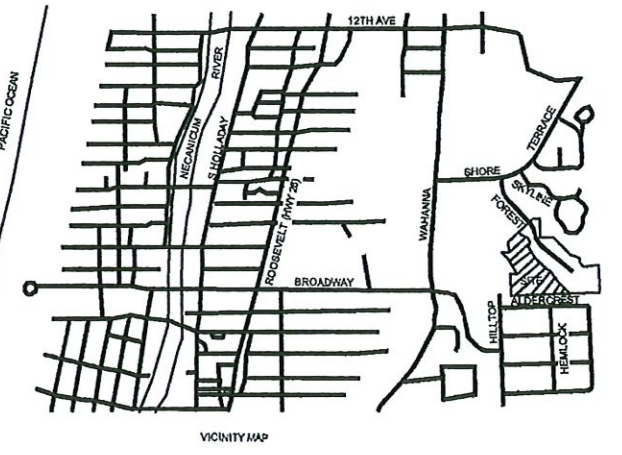 12TH AVE
PACIFIC OCEAN
RIVER
NECANICUM
S HOLLADAY
TERRACE
SHORE
SKYLINE
FOREST
WAHANNA
ROOSEVELT (HWY 26)
SITE
BROADWAY
ALDERCREST
HILLTOP
HEMLOCK
VICINITY MAP